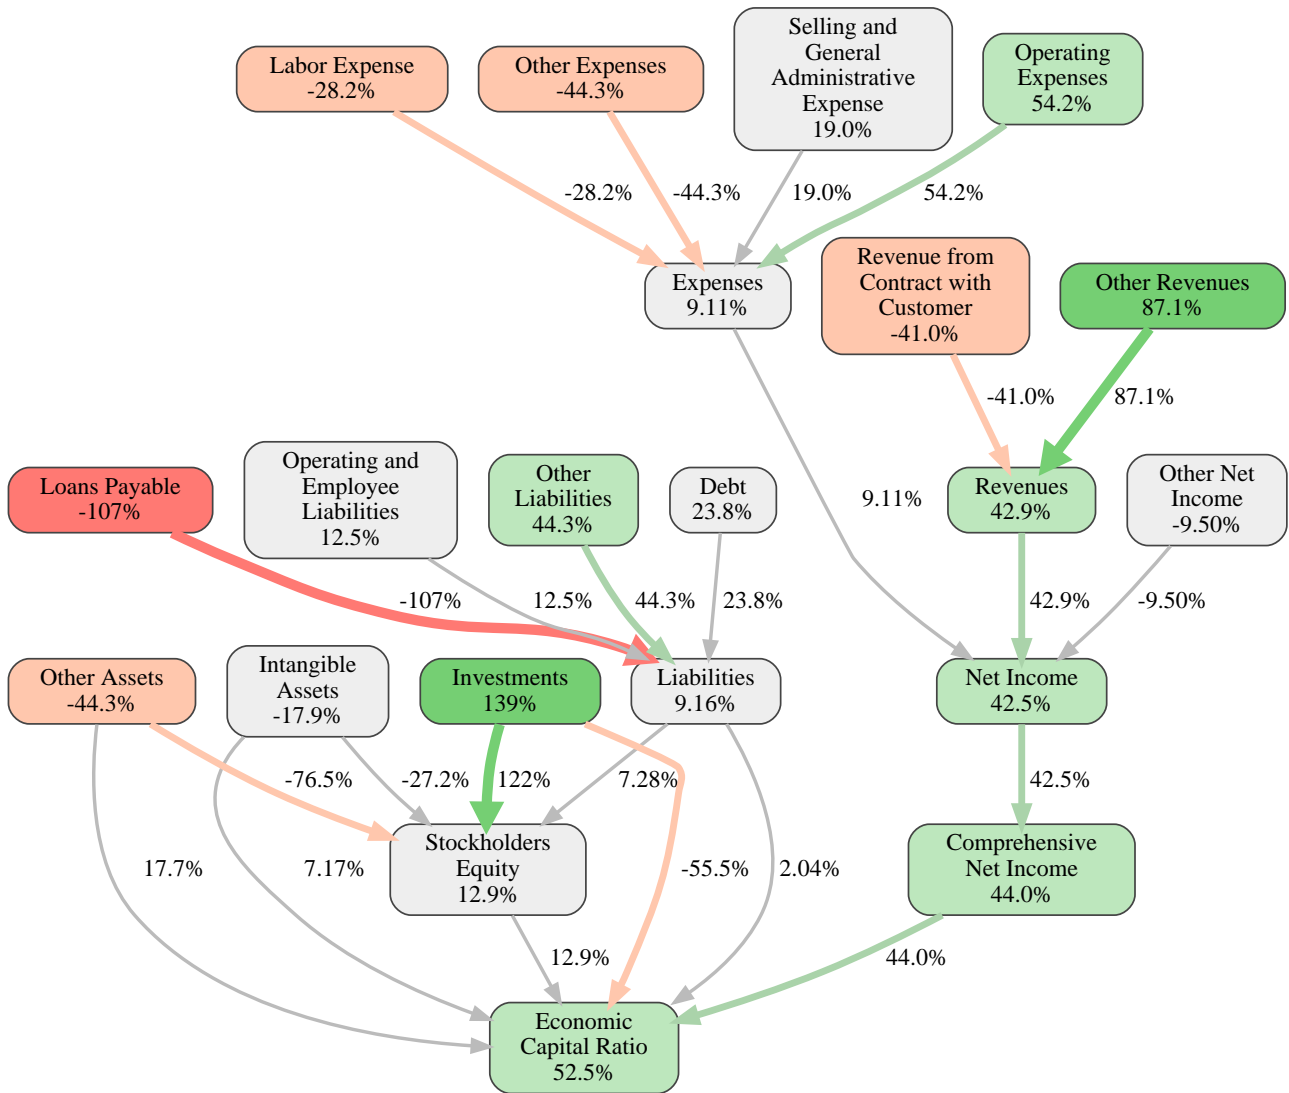 Labor Expense
-28.2%
Other Expenses
-44.3%
Selling and
General
Administrative
Expense
19.0%
Operating
Expenses
54.2%
-28.2%
-44.3%
19.0%
54.2%
Expenses
9.11%
Revenue from
Contract with
Customer
-41.0%
Other Revenues
87.1%
-41.0%
87.1%
Loans Payable
-107%
Operating and
Employee
Liabilities
12.5%
Other
Liabilities
44.3%
Debt
23.8%
9.11%
Revenues
42.9%
Other Net
Income
-9.50%
-107%
12.5%
44.3%
23.8%
42.9%
-9.50%
Other Assets
-44.3%
Intangible
Assets
-17.9%
Investments
139%
Liabilities
9.16%
Net Income
42.5%
-76.5%
-27.2%
122%
7.28%
42.5%
17.7%
7.17%
Stockholders
Equity
12.9%
-55.5%
2.04%
Comprehensive
Net Income
44.0%
12.9%
44.0%
Economic
Capital Ratio
52.5%